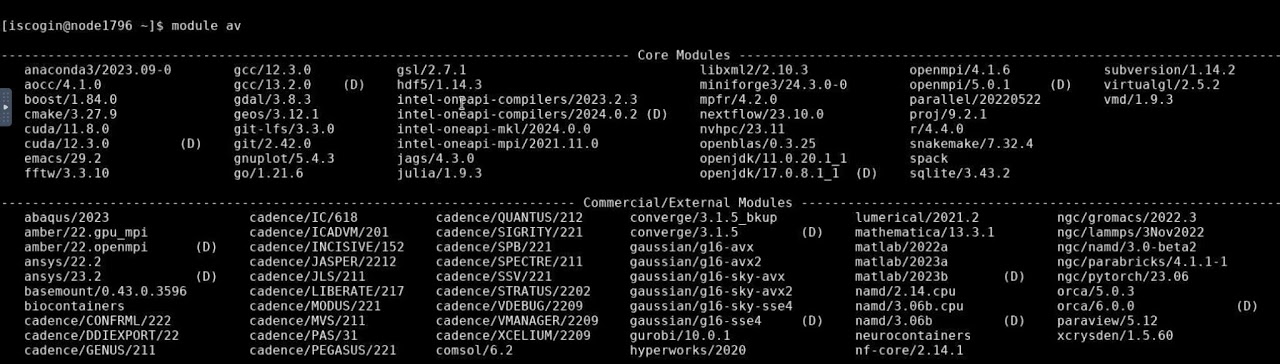 [iscogin@node1796 ~]$ module av
------------------------------ Core Modules ------------------------------
anaconda3/2023.09-0 gcc/12.3.0 gsl/2.7.1 libxml2/2.10.3 openmpi/4.1.6 subversion/1.14.2
aocc/4.1.0 gcc/13.2.0 (D) hdf5/1.14.3 miniforge3/24.3.0-0 openmpi/5.0.1 (D) virtualgl/2.5.2
boost/1.84.0 gdal/3.8.3 intel-oneapi-compilers/2023.2.3 mpfr/4.2.0 parallel/20220522 vmd/1.9.3
cmake/3.27.9 geos/3.12.1 intel-oneapi-compilers/2024.0.2 (D) nextflow/23.10.0 proj/9.2.1
cuda/11.8.0 git-lfs/3.3.0 intel-oneapi-mkl/2024.0.0 nvhpc/23.11 r/4.4.0
cuda/12.3.0 (D) git/2.42.0 intel-oneapi-mpi/2021.11.0 openblas/0.3.25 snakemake/7.32.4
emacs/29.2 gnuplot/5.4.3 jags/4.3.0 openjdk/11.0.20.1_1 spack
fftw/3.3.10 go/1.21.6 julia/1.9.3 openjdk/17.0.8.1_1 (D) sqlite/3.43.2
------------------------------ Commercial/External Modules ------------------------------
abaqus/2023 cadence/IC/618 cadence/QUANTUS/212 converge/3.1.5_bkup lumerical/2021.2 ngc/gromacs/2022.3
amber/22.gpu_mpi cadence/ICADVM/201 cadence/SIGRITY/221 converge/3.1.5 (D) mathematica/13.3.1 ngc/lammps/3Nov2022
amber/22.openmpi (D) cadence/INCISIVE/152 cadence/SPB/221 gaussian/g16-avx matlab/2022a ngc/namd/3.0-beta2
ansys/22.2 cadence/JASPER/2212 cadence/SPECTRE/211 gaussian/g16-avx2 matlab/2023a ngc/parabricks/4.1.1-1
ansys/23.2 (D) cadence/JLS/211 cadence/SSV/221 gaussian/g16-sky-avx matlab/2023b (D) ngc/pytorch/23.06
basemount/0.43.0.3596 cadence/LIBERATE/217 cadence/STRATUS/2202 gaussian/g16-sky-avx2 namd/2.14.cpu orca/5.0.3
biocontainers cadence/MODUS/221 cadence/VDEBUG/2209 gaussian/g16-sky-sse4 namd/3.06b.cpu orca/6.0.0 (D)
cadence/CONFRML/222 cadence/MVS/211 cadence/VMANAGER/2209 gaussian/g16-sse4 (D) namd/3.06b (D) paraview/5.12
cadence/DDIEXPORT/22 cadence/PAS/31 cadence/XCELIUM/2209 gurobi/10.0.1 neurocontainers xcrysden/1.5.60
cadence/GENUS/211 cadence/PEGASUS/221 comsol/6.2 hyperworks/2020 nf-core/2.14.1